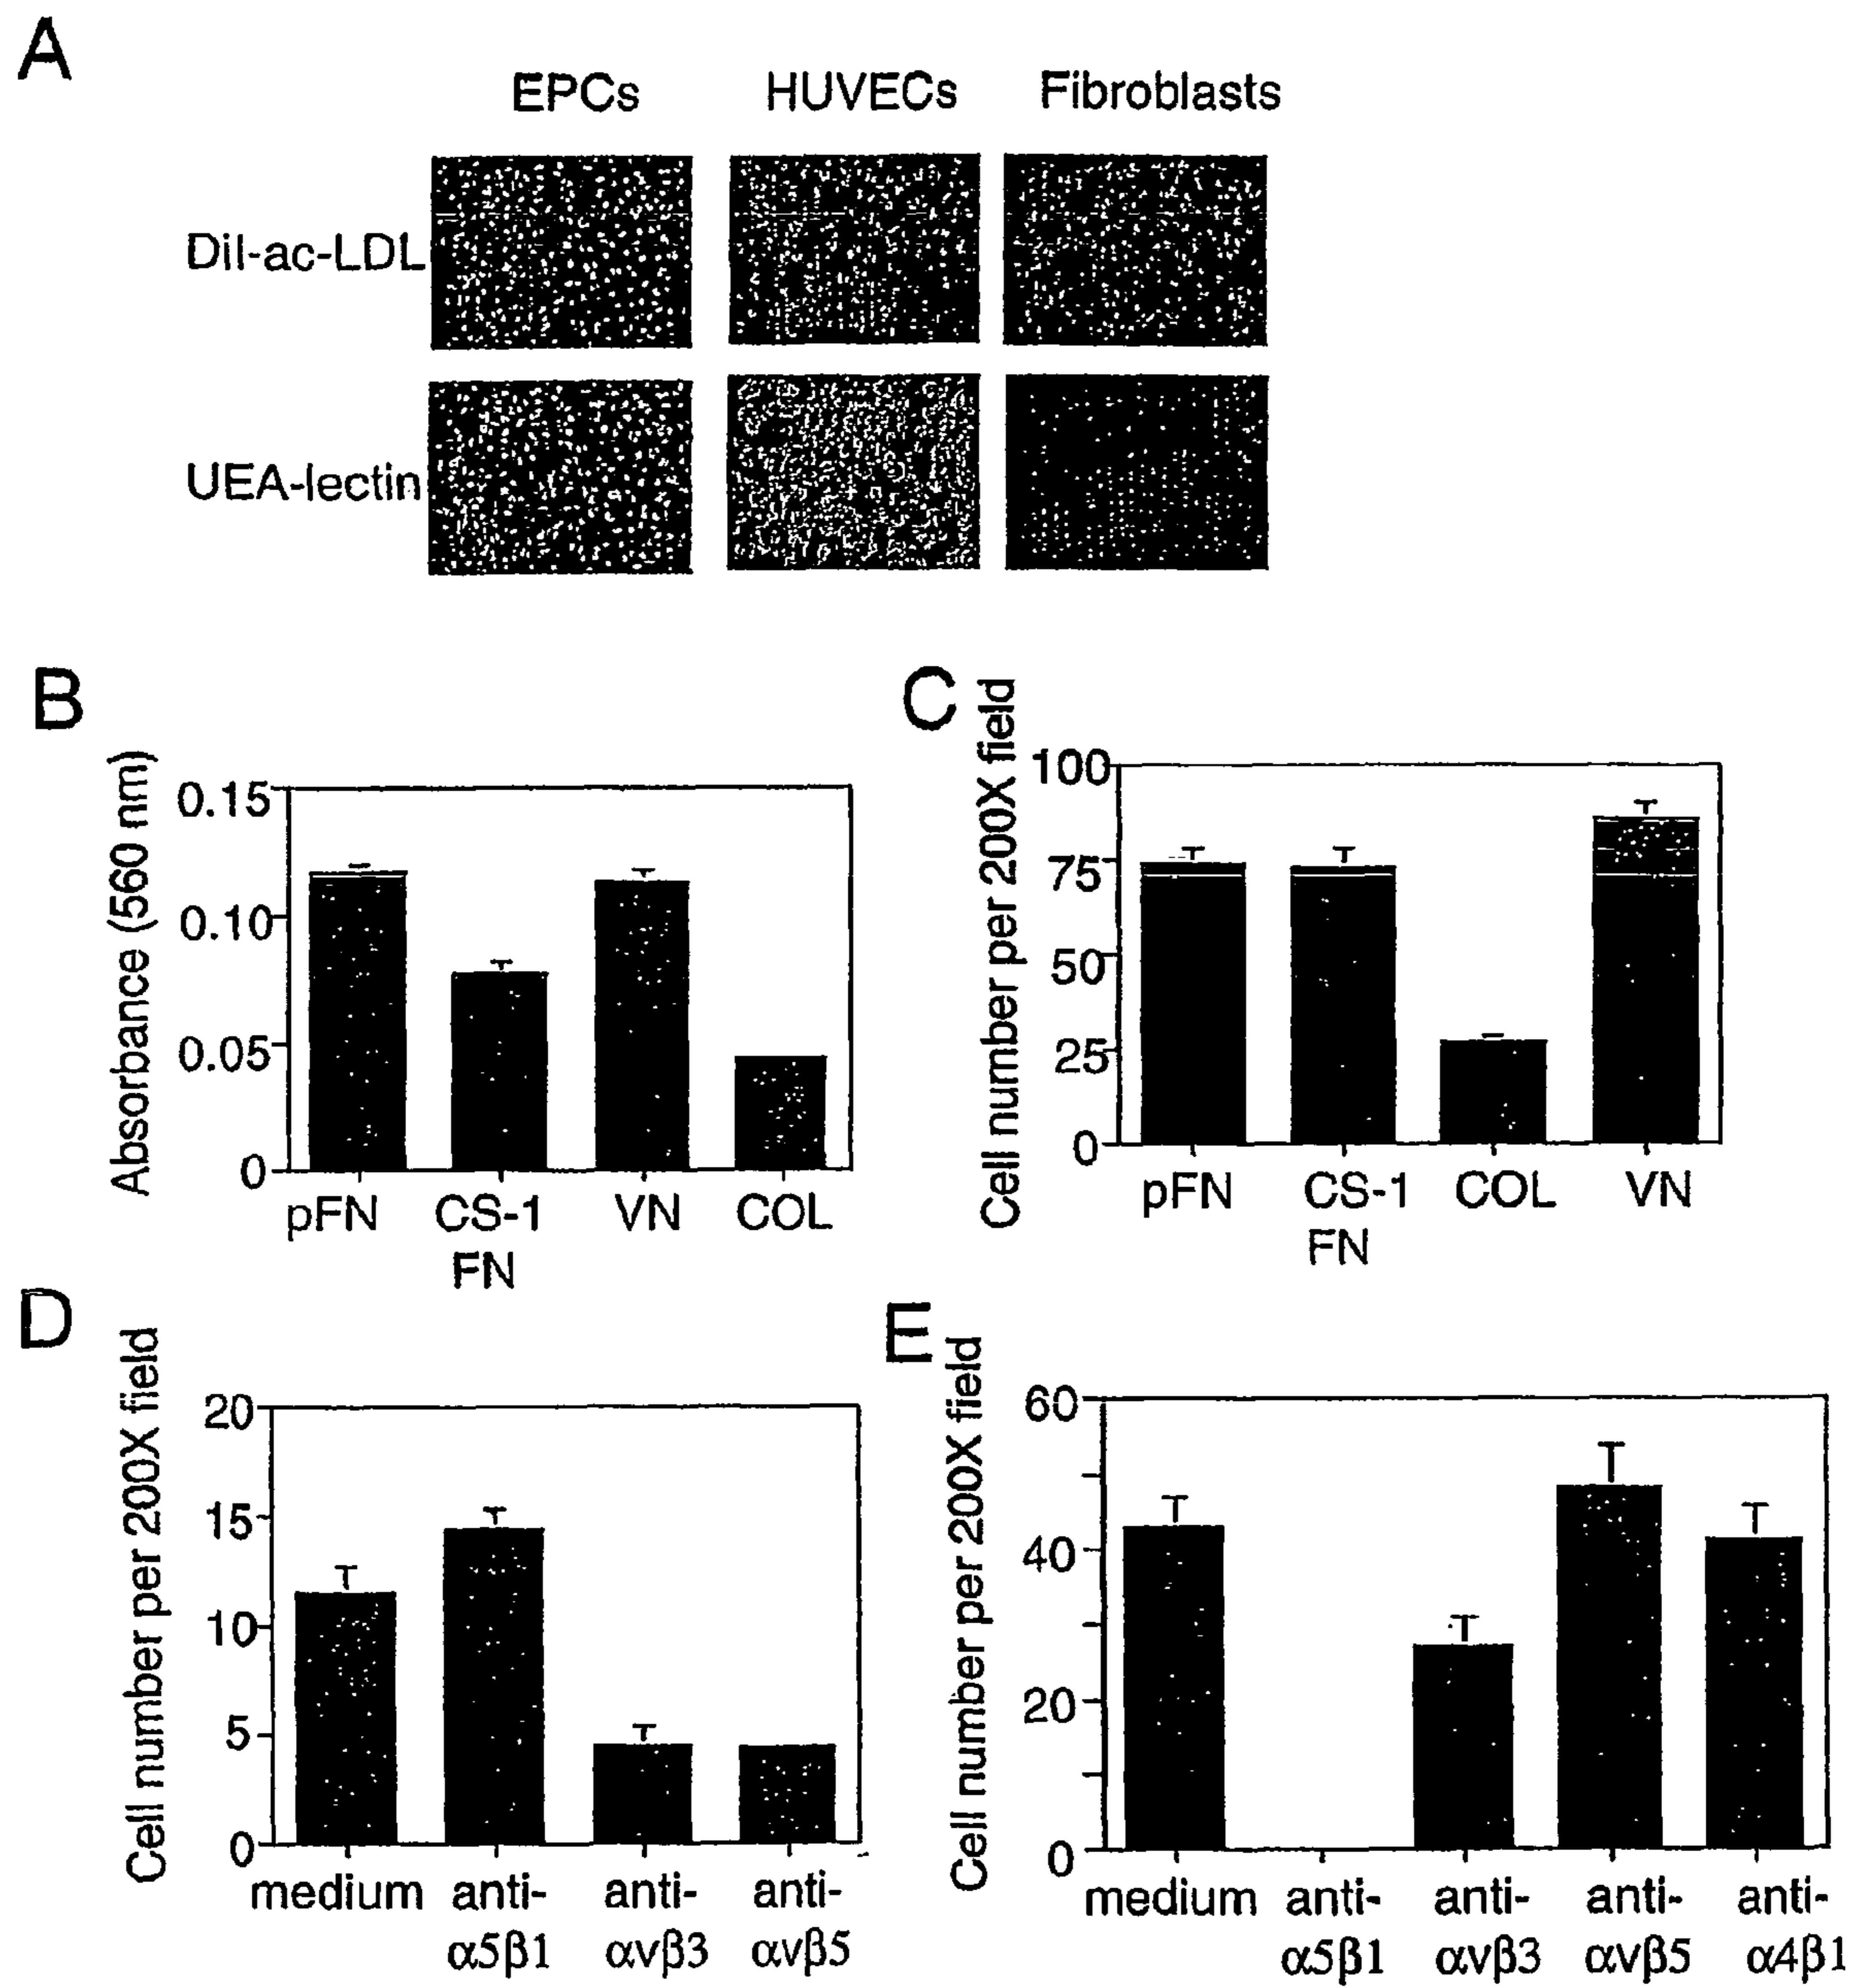 A
EPCs HUVECs Fibroblasts
Dil-ac-LDL
UEA-lectin
B
Absorbance (560 nm)
0.15
0.10
0.05
0
pFN CS-1 VN COL
FN
C
Cell number per 200X field
100
75
50
25
0
pFN CS-1 COL VN
FN
D
Cell number per 200X field
20
15
10
5
0
medium anti- anti- anti-
α5β1 αvβ3 αvβ5
E
Cell number per 200X field
60
40
20
0
medium anti- anti- anti- anti-
α5β1 αvβ3 αvβ5 α4β1